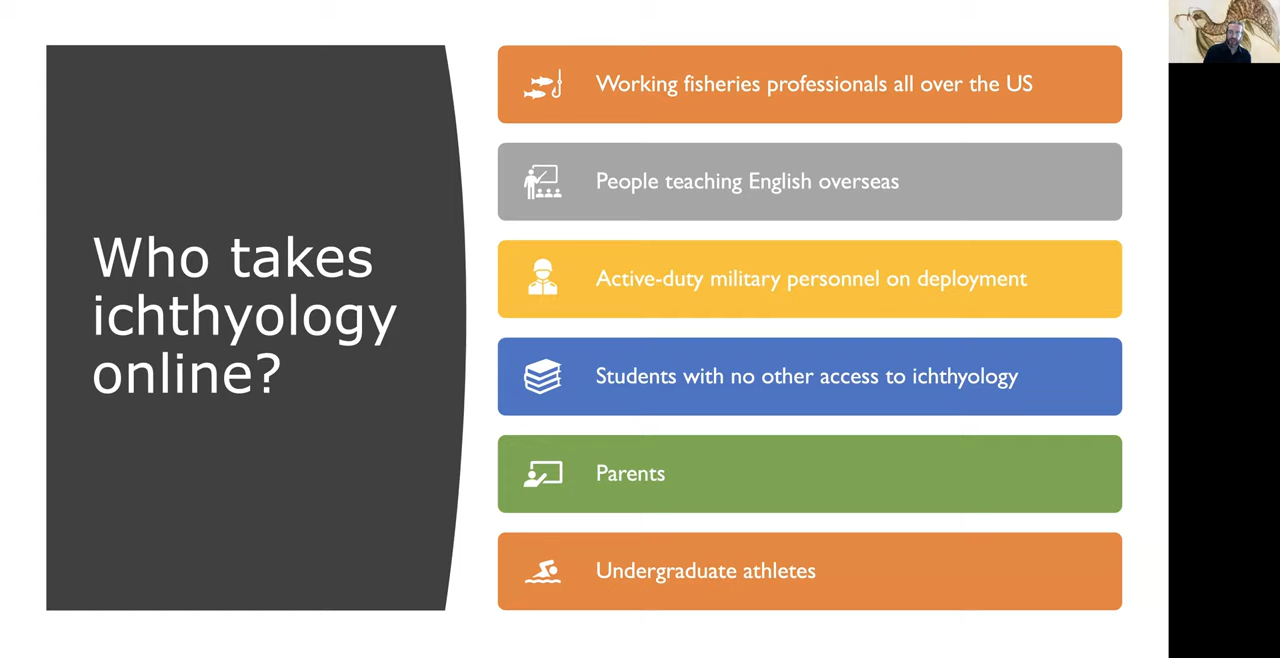 Who takes
ichthyology
online?
Working fisheries professionals all over the US
People teaching English overseas
Active-duty military personnel on deployment
Students with no other access to ichthyology
Parents
Undergraduate athletes